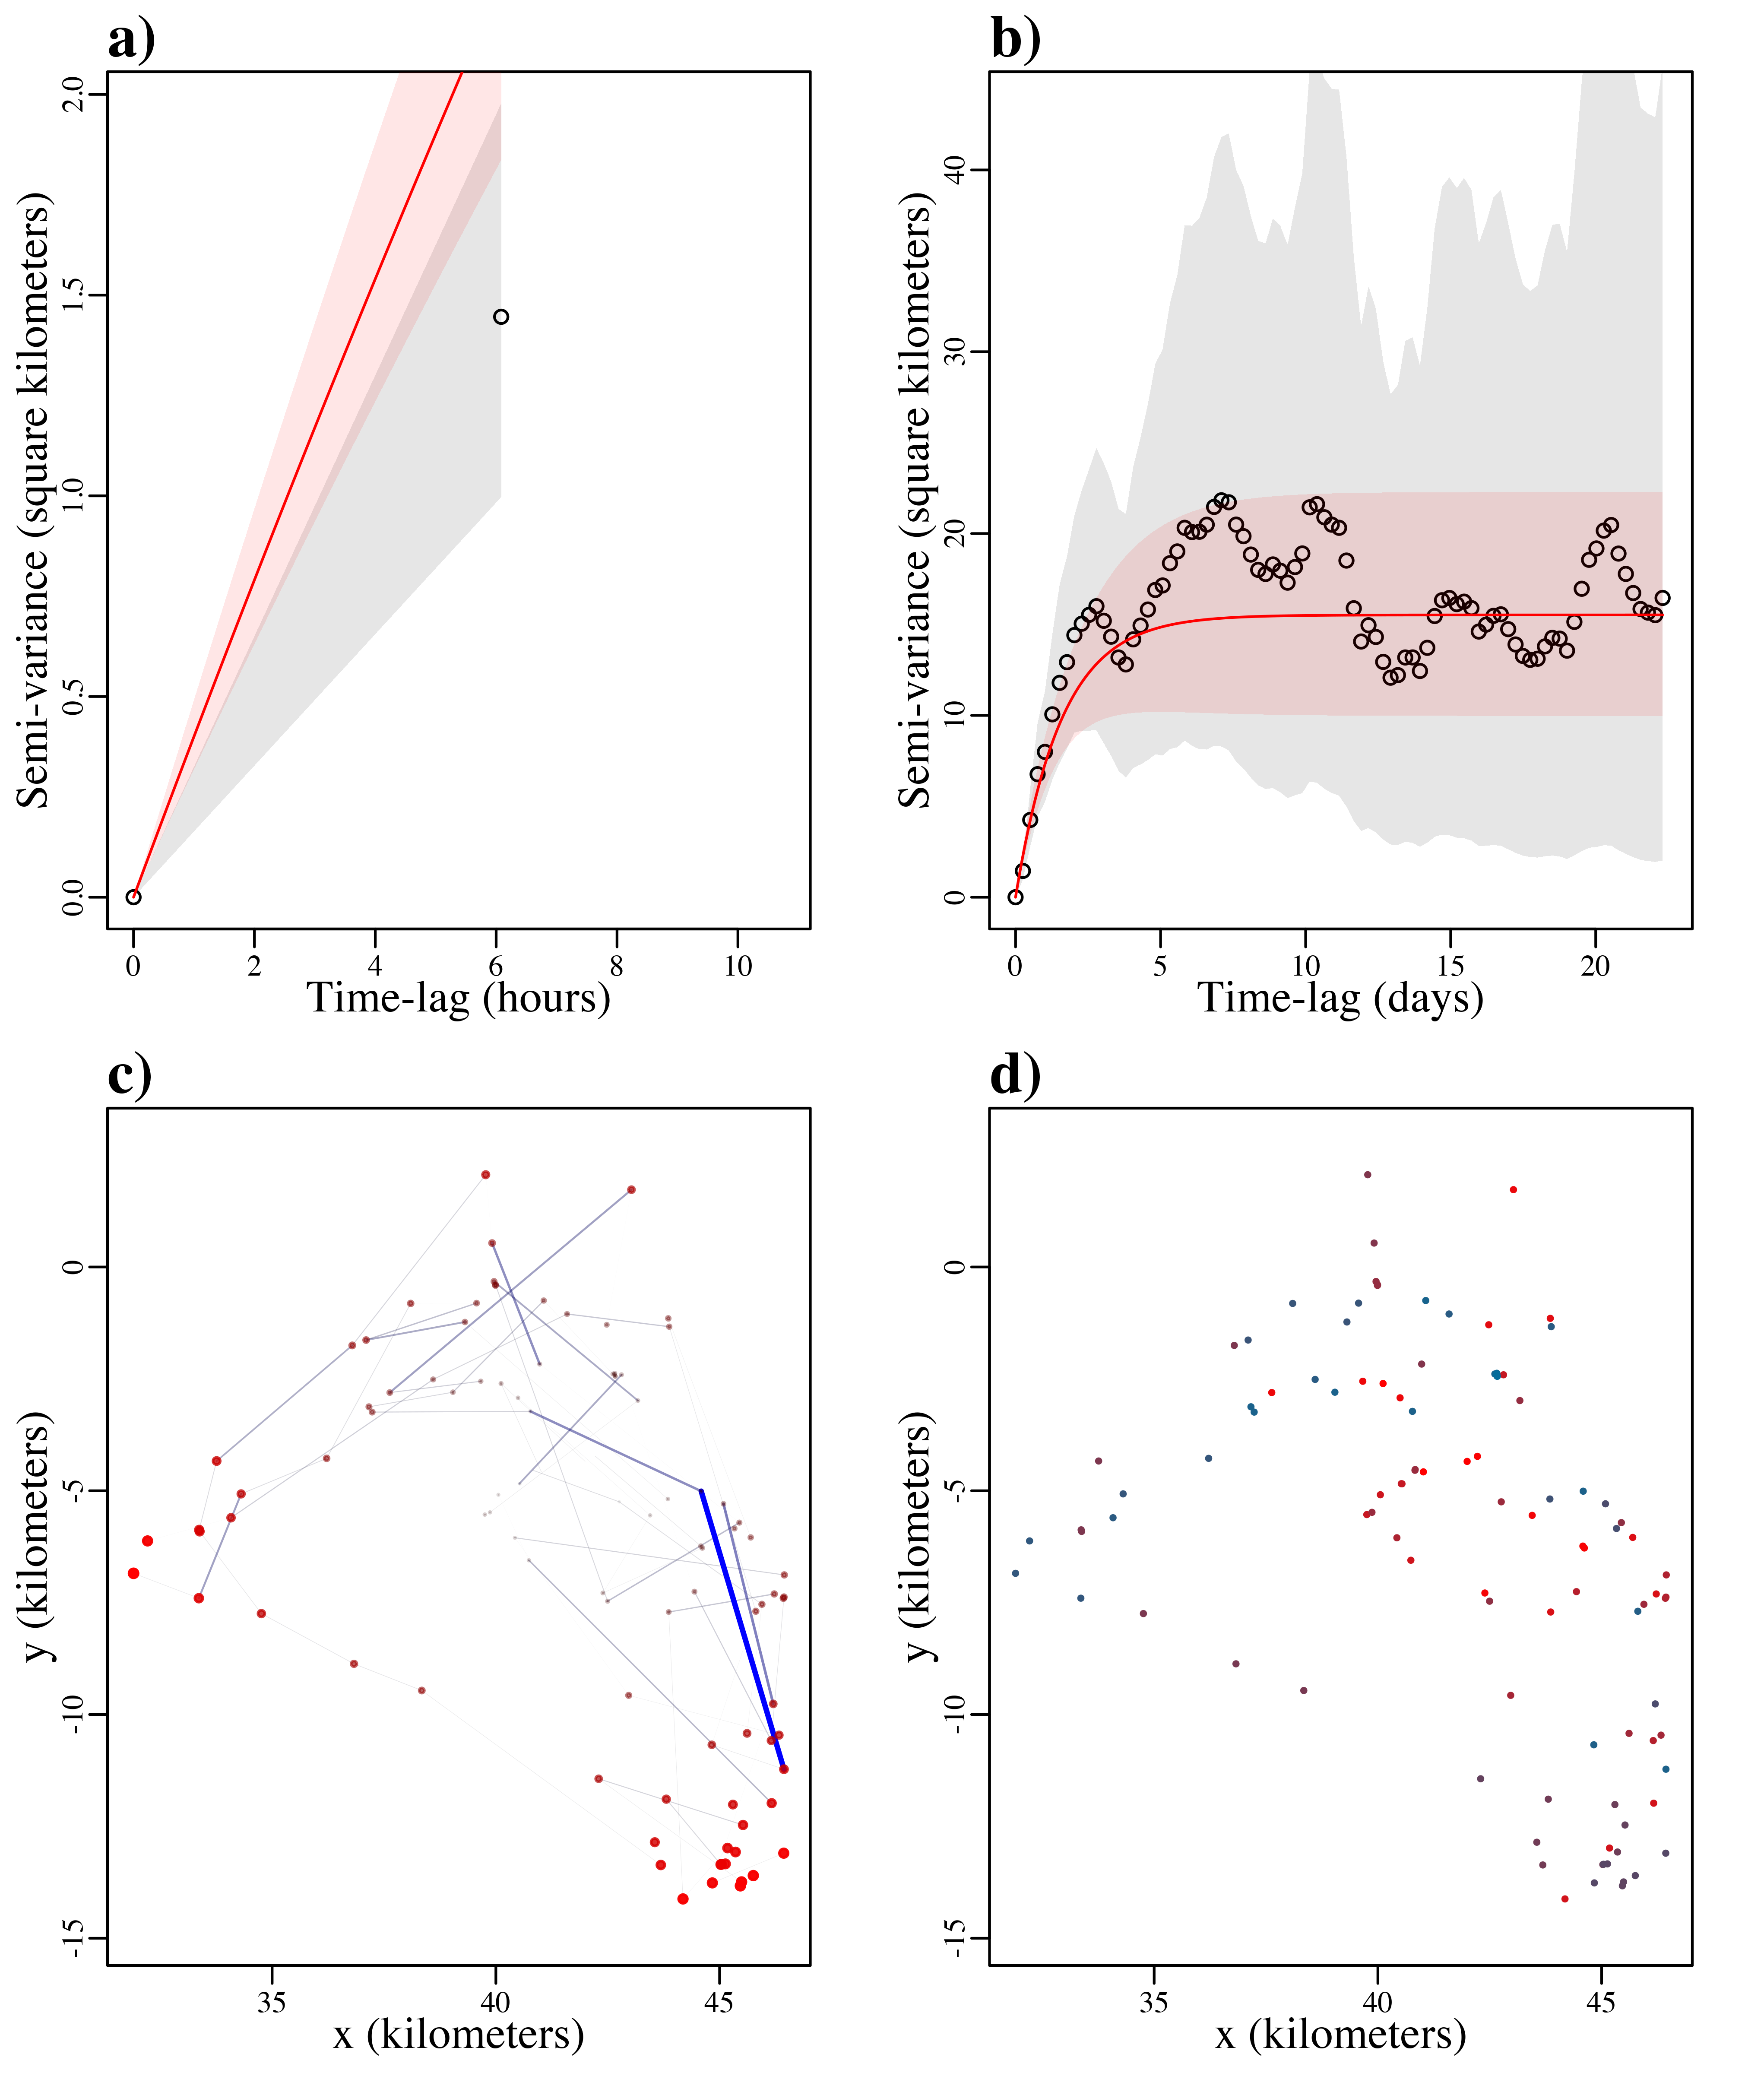 a)
Semi-variance (square kilometers)
2.0
1.5
1.0
0.5
0.0
0 2 4 6 8 10
Time-lag (hours)
b)
Semi-variance (square kilometers)
40
30
20
10
0
0 5 10 15 20
Time-lag (days)
c)
y (kilometers)
0
-5
-10
-15
35 40 45
x (kilometers)
d)
y (kilometers)
0
-5
-10
-15
35 40 45
x (kilometers)